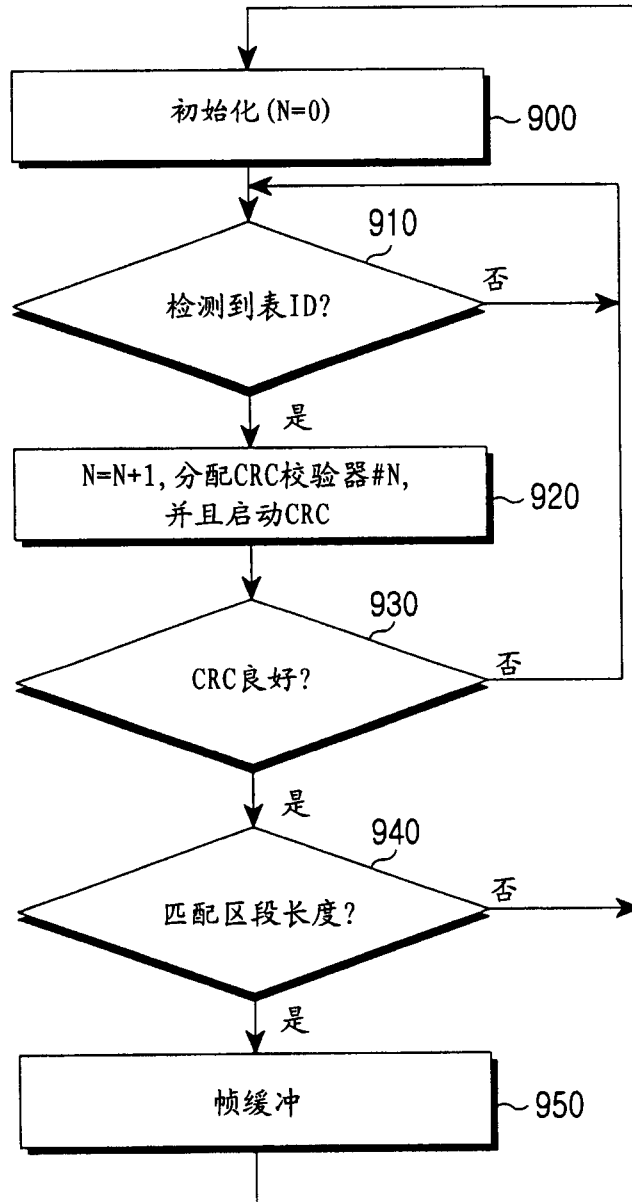 初始化(N=0)
900
910
检测到表ID?
否
是
N=N+1,分配CRC校验器#N,
并且启动CRC
920
930
CRC良好?
否
是
940
匹配区段长度?
否
是
帧缓冲
950